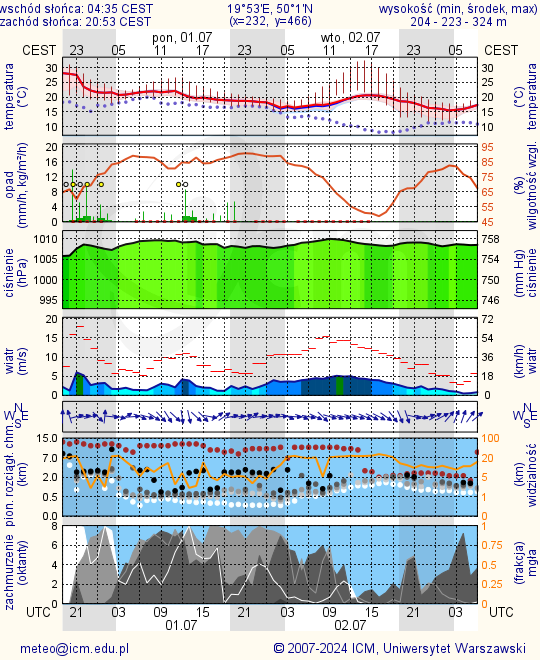 wschód słońca: 04:35 CEST 19°53'E, 50°1'N wysokość (min, środek, max)
zachód słońca: 20:53 CEST (x=232, y=466) 204 - 223 - 324 m
pon, 01.07 wto, 02.07
CEST 23 05 11 17 23 05 11 17 23 05 CEST
temperatura (°C) 30 25 20 15 10 30 25 20 15 10 (°C) temperatura
opad (mm/h, kg/m²/h) 20 16 12 8 4 0 95 85 75 65 55 45 (%) wilgotność wzgl.
ciśnienie (hPa) 1010 1005 1000 995 758 754 750 746 (mm Hg) ciśnienie
wiatr (m/s) 20 15 10 5 0 72 54 36 18 0 (km/h) wiatr
N W E S N W E S
pion. rozciągł. chm. (km) 15.0 7.0 2.0 0.5 0.0 100 20 10 5 1 0 (km) widzialność
zachmurzenie (oktanty) 8 6 4 2 0 1 0.75 0.5 0.25 0 (frakcja) mgła
UTC 21 03 09 15 21 03 09 15 21 03 UTC
01.07 02.07
meteo@icm.edu.pl © 2007-2024 ICM, Uniwersytet Warszawski